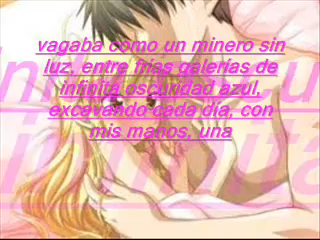 vagaba como un minero sin
luz, entre frías galerías de
infinita oscuridad azul,
excavando cada día, con
mis manos, una